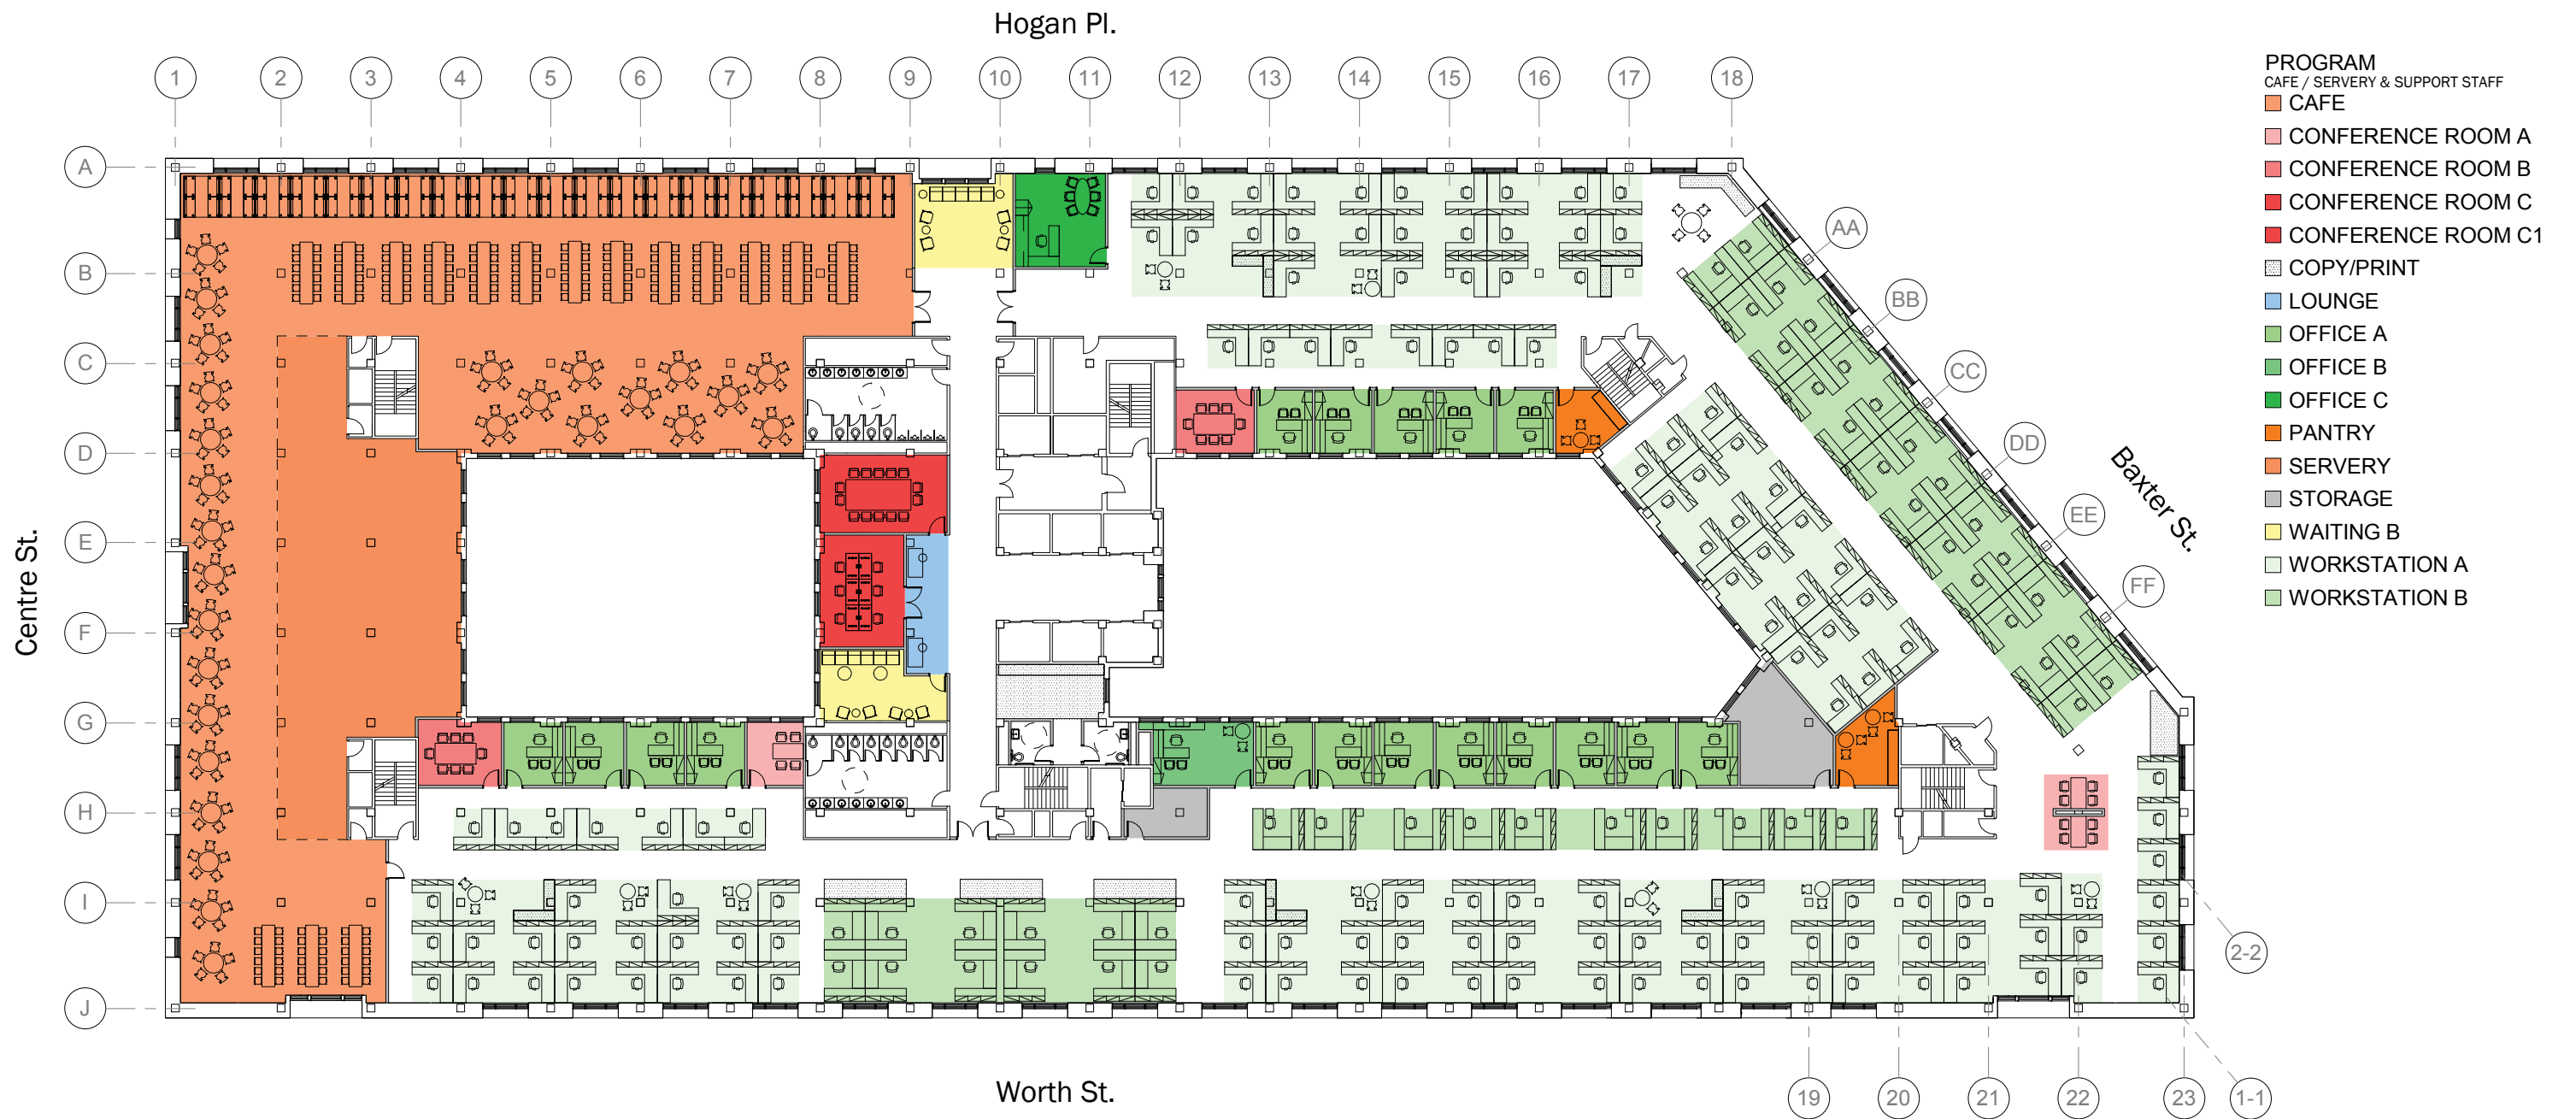 Hogan Pl.
1 2 3 4 5 6 7 8 9 10 11 12 13 14 15 16 17 18
PROGRAM
CAFE / SERVERY & SUPPORT STAFF
CAFE
CONFERENCE ROOM A
CONFERENCE ROOM B
CONFERENCE ROOM C
CONFERENCE ROOM C1
COPY/PRINT
LOUNGE
OFFICE A
OFFICE B
OFFICE C
PANTRY
SERVERY
STORAGE
WAITING B
WORKSTATION A
WORKSTATION B
A
B
C
D
E
F
G
H
I
J
Centre St.
AA
BB
CC
DD
EE
FF
Baxter St.
2-2
1-1
19 20 21 22 23
Worth St.